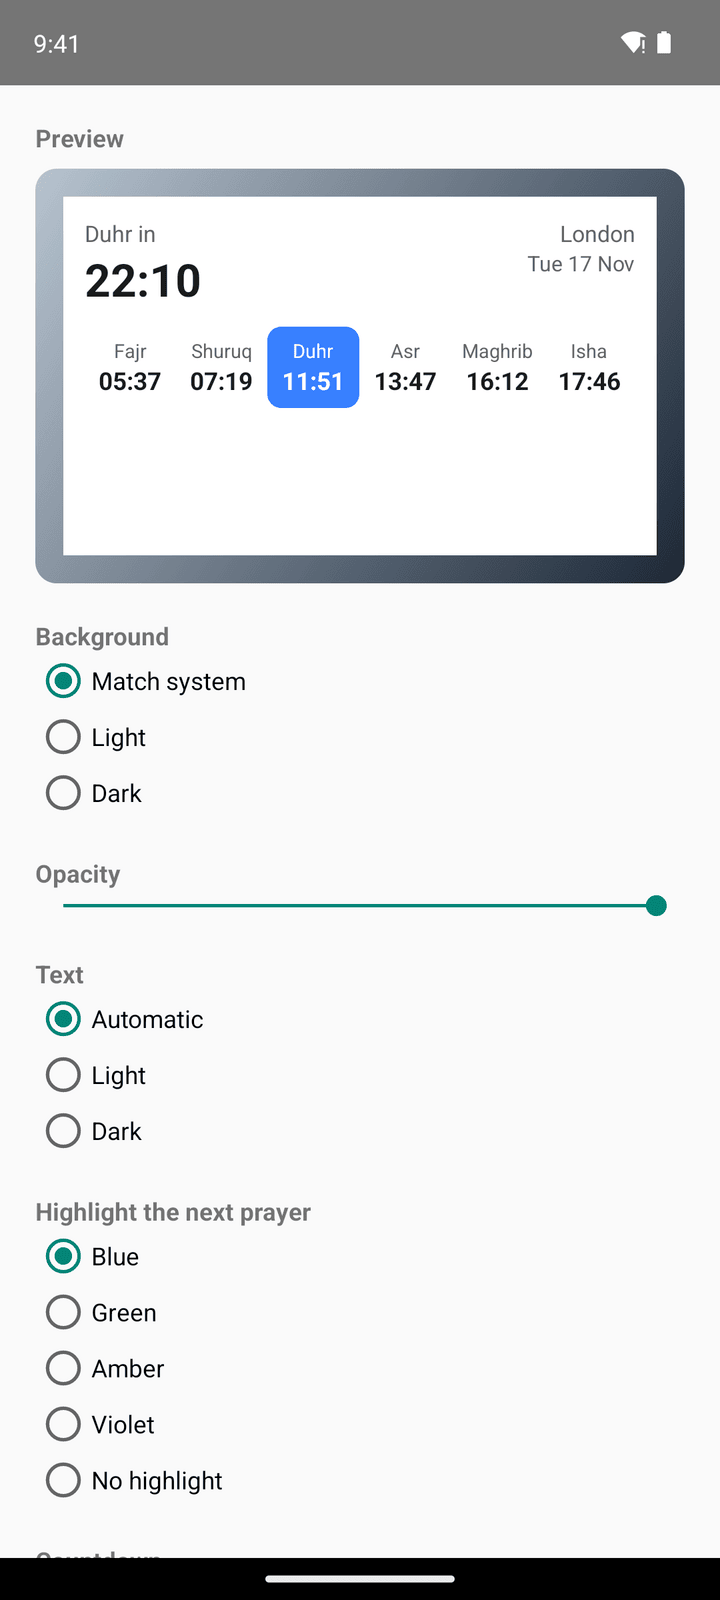 9:41
Preview
Duhr in
22:10
London
Tue 17 Nov
Fajr Shuruq Duhr Asr Maghrib Isha
05:37 07:19 11:51 13:47 16:12 17:46
Background
Match system
Light
Dark
Opacity
Text
Automatic
Light
Dark
Highlight the next prayer
Blue
Green
Amber
Violet
No highlight